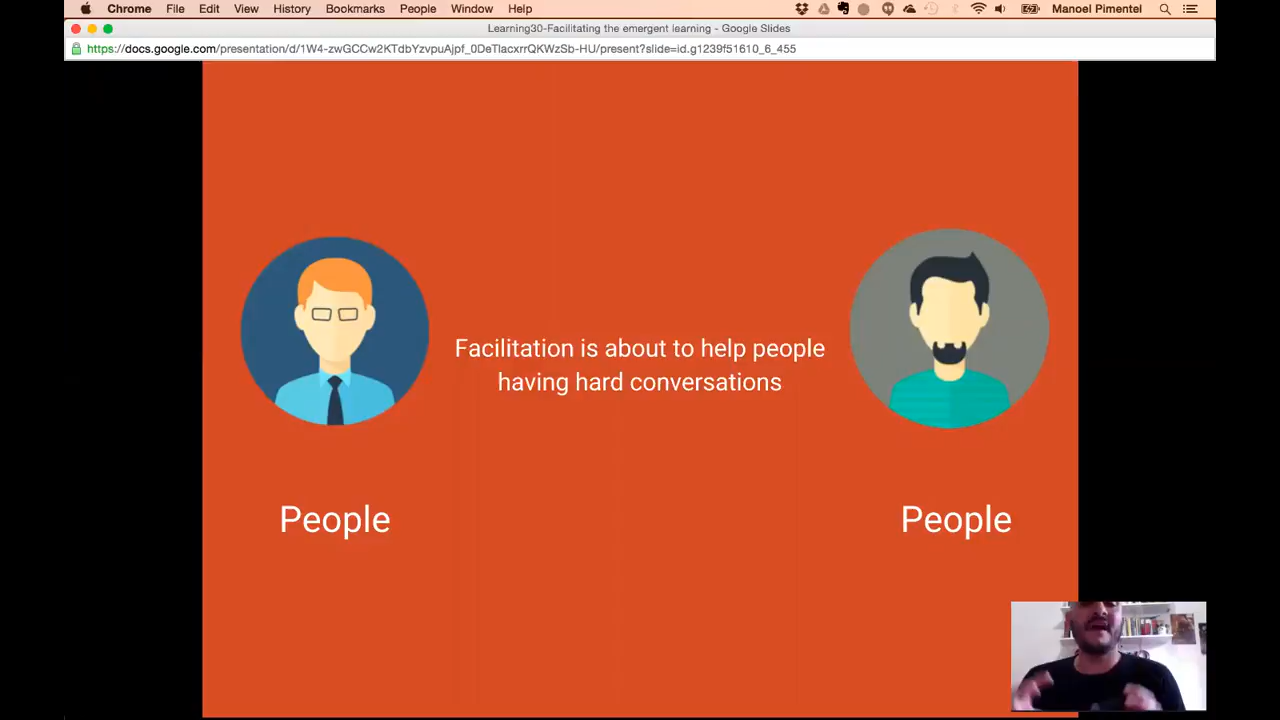 Chrome File Edit View History Bookmarks People Window Help Manoel Pimentel
Learning30-Facilitating the emergent learning - Google Slides
https://docs.google.com/presentation/d/1W4-zwGCCw2KTdbYzvpuAjpf_0DeTlacxrrQKWzSb-HU/present?slide=id.g1239f51610_6_455
Facilitation is about to help people
having hard conversations
People People